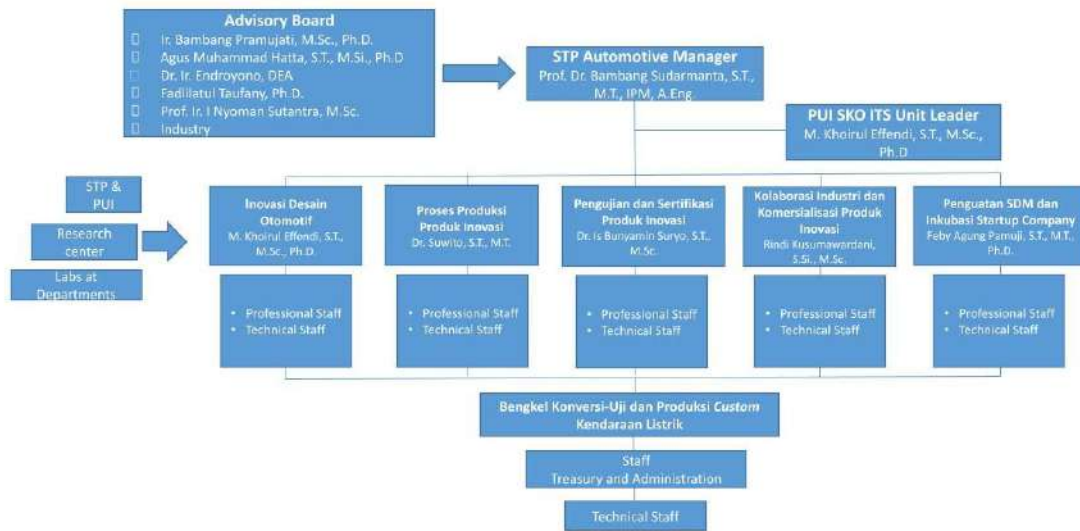 Advisory Board
Ir. Bambang Pramujati, M.Sc., Ph.D.
Agus Muhammad Hatta, S.T., M.Si., Ph.D
Dr. Ir. Endroyono, DEA
Fadlilatul Taufany, Ph.D.
Prof. Ir. I Nyoman Sutantra, M.Sc.
Industry
STP Automotive Manager
Prof. Dr. Bambang Sudarmanta, S.T.,
M.T., IPM, A.Eng.
PUI SKO ITS Unit Leader
M. Khoirul Effendi, S.T., M.Sc.,
Ph.D
STP &
PUI
Research
center
Labs at
Departments
Inovasi Desain
Otomotif
M. Khoirul Effendi, S.T.,
M.Sc., Ph.D.
Proses Produksi
Produk Inovasi
Dr. Suwito, S.T., M.T.
Pengujian dan Sertifikasi
Produk Inovasi
Dr. Is Bunyamin Suryo, S.T.,
M.Sc.
Kolaborasi Industri dan
Komersialisasi Produk
Inovasi
Rindi Kusumawardani,
S.Si., M.Sc.
Penguatan SDM dan
Inkubasi Startup Company
Feby Agung Pamuji, S.T., M.T.,
Ph.D.
• Professional Staff
• Technical Staff
• Professional Staff
• Technical Staff
• Professional Staff
• Technical Staff
• Professional Staff
• Technical Staff
• Professional Staff
• Technical Staff
Bengkel Konversi-Uji dan Produksi Custom
Kendaraan Listrik
Staff
Treasury and Administration
Technical Staff